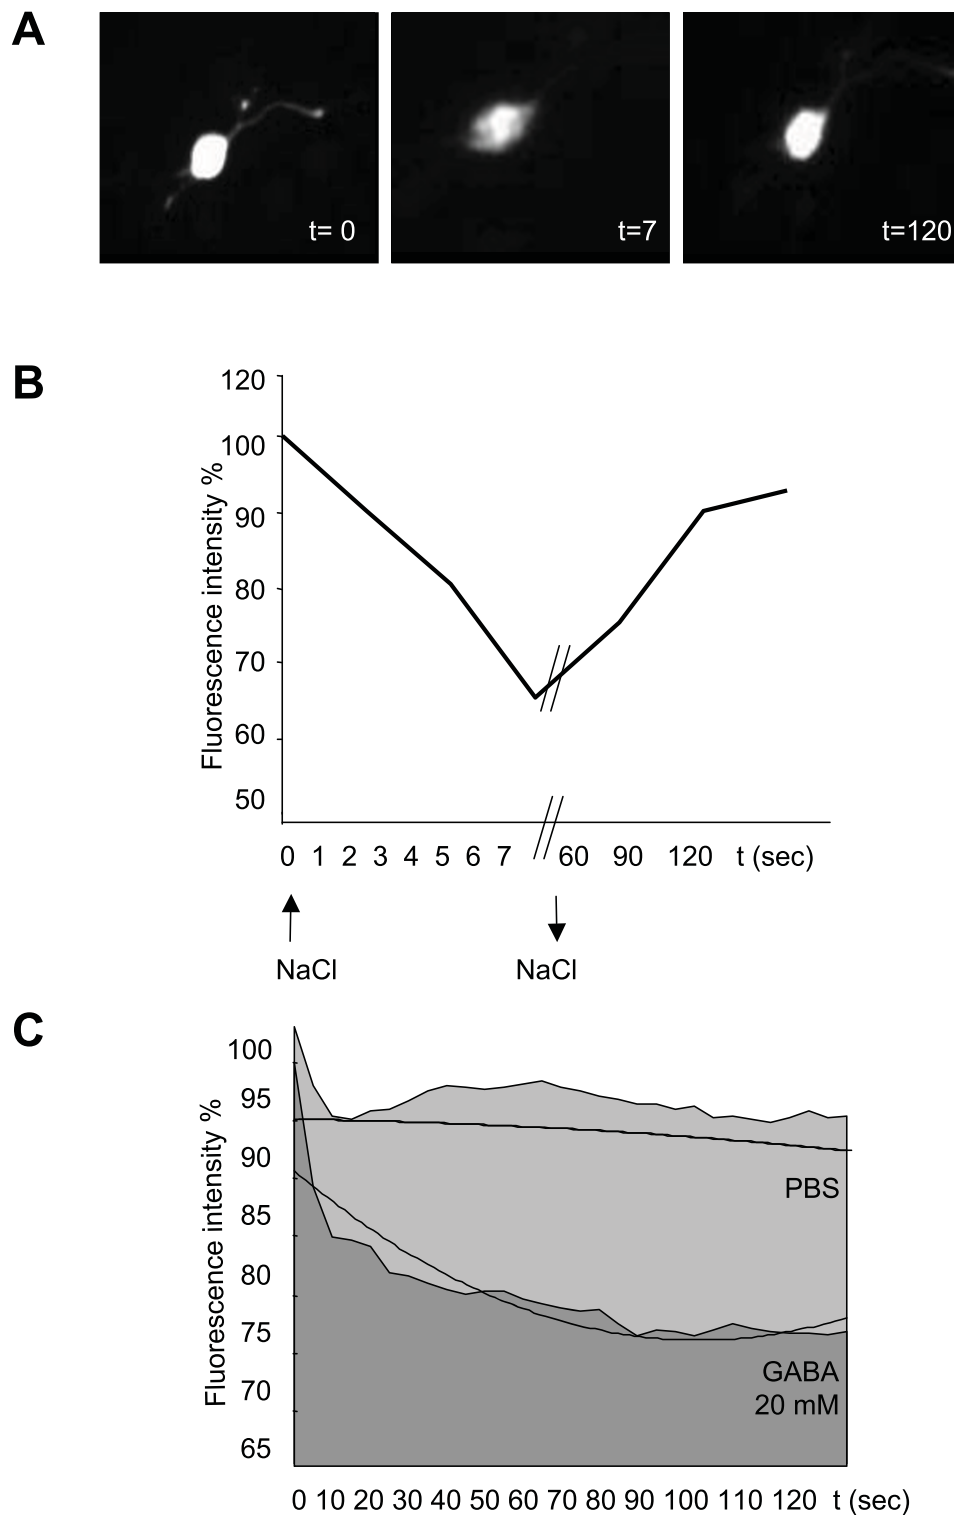 A
t= 0
t=7
t=120
B
Fluorescence intensity %
120
100
90
80
70
60
50
0 1 2 3 4 5 6 7 60 90 120 t (sec)
NaCl NaCl
C
Fluorescence intensity %
100
95
90
85
80
75
70
65
PBS
GABA
20 mM
0 10 20 30 40 50 60 70 80 90 100 110 120 t (sec)